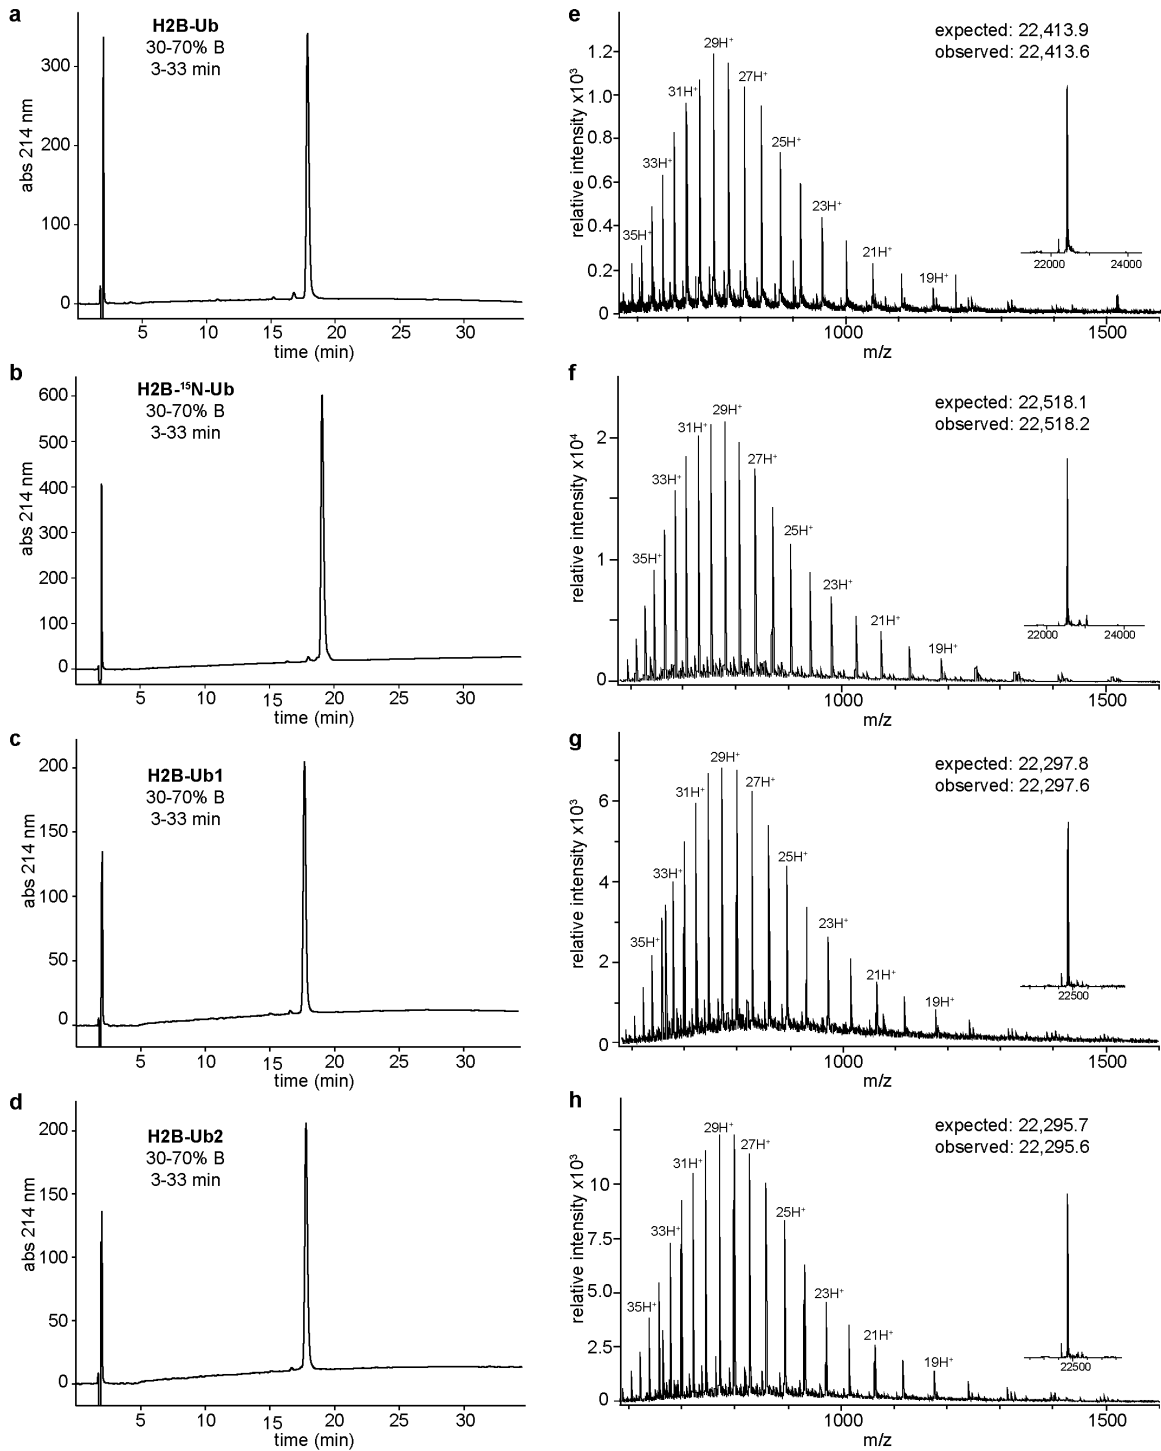 a
H2B-Ub
30-70% B
3-33 min
abs 214 nm
300
200
100
0
5
10
15
20
25
30
time (min)
e
expected: 22,413.9
observed: 22,413.6
relative intensity x10³
1.2
1.0
0.8
0.6
0.4
0.2
0
35H⁺
33H⁺
31H⁺
29H⁺
27H⁺
25H⁺
23H⁺
21H⁺
19H⁺
22000
24000
1000
1500
m/z
b
H2B-¹⁵N-Ub
30-70% B
3-33 min
abs 214 nm
600
500
400
300
200
100
0
5
10
15
20
25
30
time (min)
f
expected: 22,518.1
observed: 22,518.2
relative intensity x10⁴
2
1
0
35H⁺
33H⁺
31H⁺
29H⁺
27H⁺
25H⁺
23H⁺
21H⁺
19H⁺
22000
24000
1000
1500
m/z
c
H2B-Ub1
30-70% B
3-33 min
abs 214 nm
200
150
100
50
0
5
10
15
20
25
30
time (min)
g
expected: 22,297.8
observed: 22,297.6
relative intensity x10³
6
4
2
0
35H⁺
33H⁺
31H⁺
29H⁺
27H⁺
25H⁺
23H⁺
21H⁺
19H⁺
22500
1000
1500
m/z
d
H2B-Ub2
30-70% B
3-33 min
abs 214 nm
200
150
100
50
0
5
10
15
20
25
30
time (min)
h
expected: 22,295.7
observed: 22,295.6
relative intensity x10³
10
7.5
5.0
2.5
0
35H⁺
33H⁺
31H⁺
29H⁺
27H⁺
25H⁺
23H⁺
21H⁺
19H⁺
22500
1000
1500
m/z